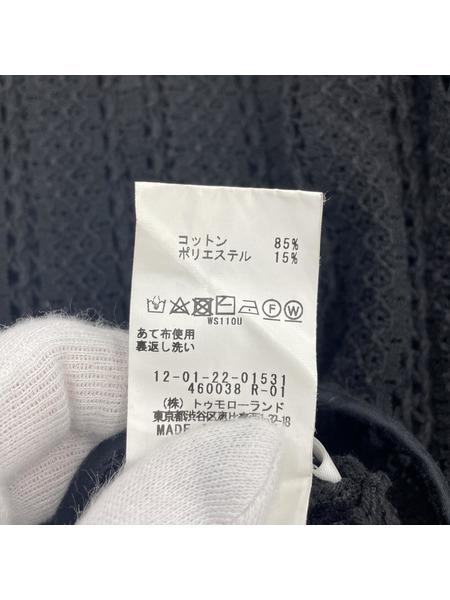 コットン 85%
ポリエステル 15%
F W
WS110U
あて布使用
裏返し洗い
12-01-22-01531
460038 R-01
(株)トゥモローランド
東京都渋谷区
MADE